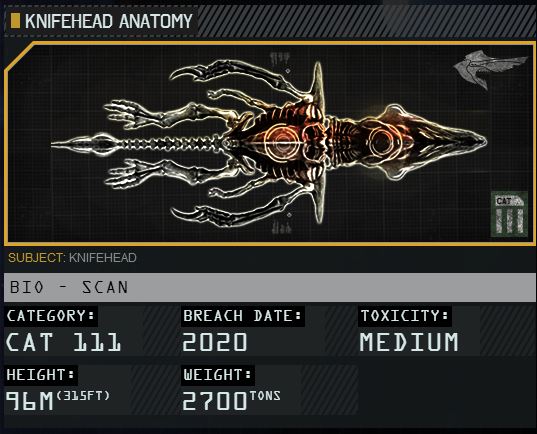 KNIFEHEAD ANATOMY
CAT
III
SUBJECT: KNIFEHEAD
BIO - SCAN
CATEGORY: BREACH DATE: TOXICITY:
CAT 111 2020 MEDIUM
HEIGHT: WEIGHT:
96M(315FT) 2700TONS